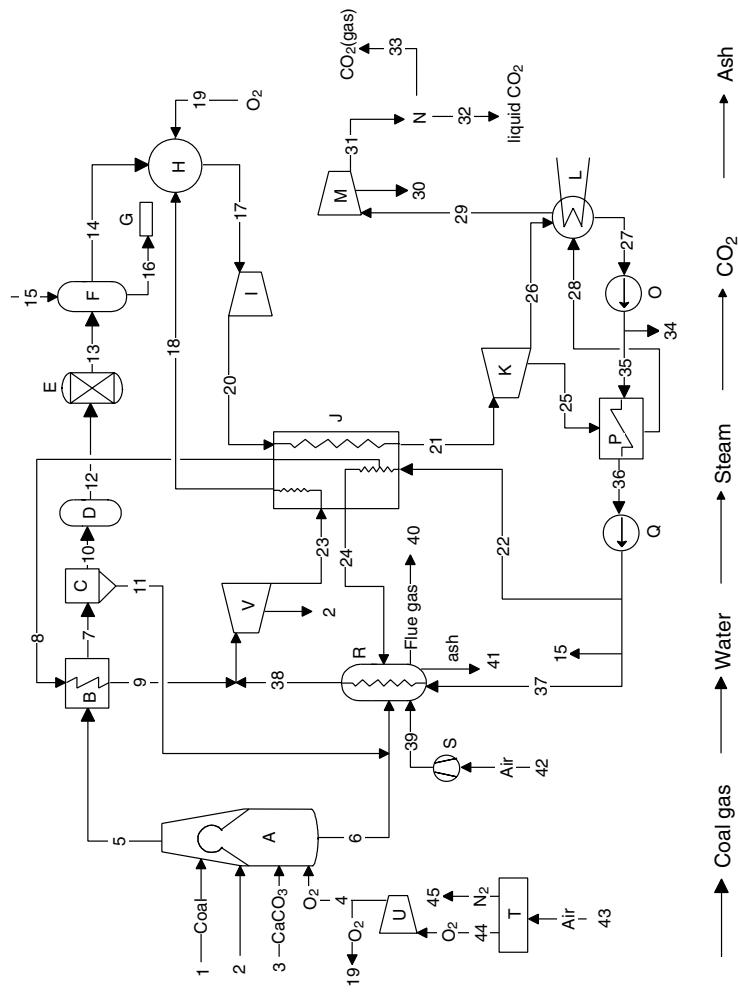 8
15
5
B
7
C
10
D
12
E
13
F
14
G
H
19
O₂
9
11
16
18
17
1
Coal
2
3
CaCO₃
O₂
4
A
6
19
O₂
U
O₂
44
45
N₂
T
Air
43
38
R
V
2
23
24
20
I
J
21
22
Flue gas
40
ash
41
39
S
Air
42
37
15
CO₂(gas)
33
M
31
N
32
liquid CO₂
30
29
K
26
25
28
L
27
O
34
35
P
36
Q
Coal gas
Water
Steam
CO₂
Ash